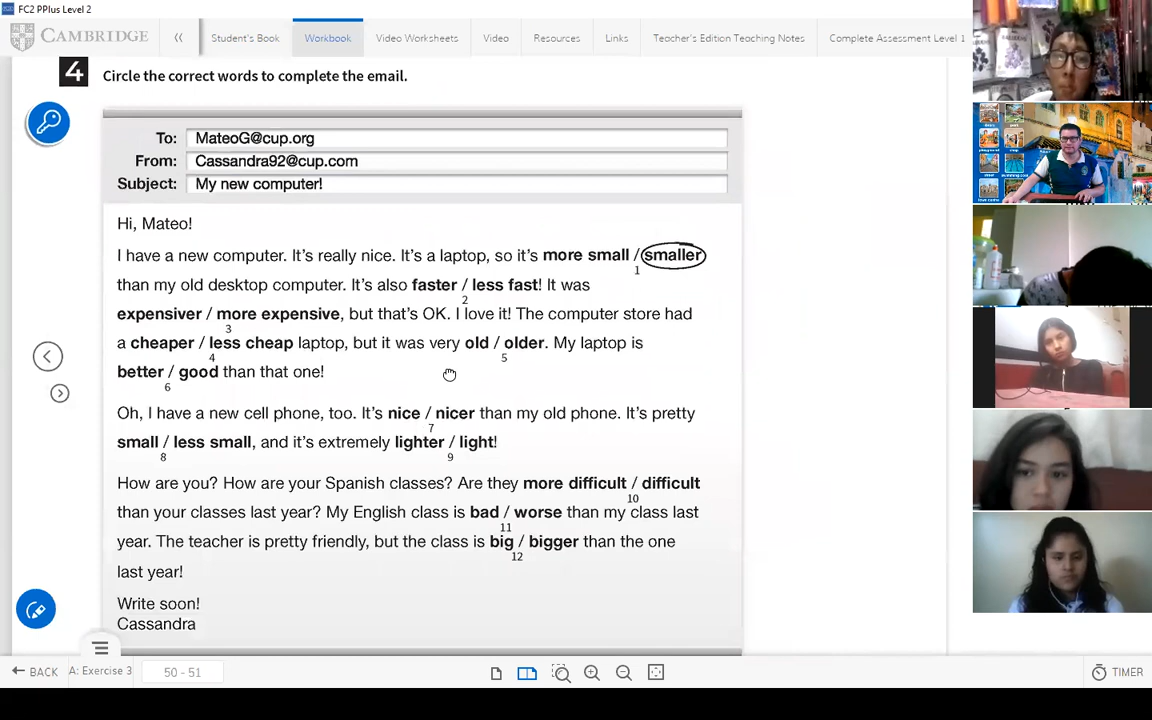 FC2 PPlus Level 2
CAMBRIDGE
Student's Book Workbook Video Worksheets Video Resources Links Teacher's Edition Teaching Notes Complete Assessment Level 1
4 Circle the correct words to complete the email.
To: MateoG@cup.org
From: Cassandra92@cup.com
Subject: My new computer!
Hi, Mateo!
I have a new computer. It's really nice. It's a laptop, so it's more small / smaller
1
than my old desktop computer. It's also faster / less fast! It was
2
expensiver / more expensive, but that's OK. I love it! The computer store had
3
a cheaper / less cheap laptop, but it was very old / older. My laptop is
4 5
better / good than that one!
6
Oh, I have a new cell phone, too. It's nice / nicer than my old phone. It's pretty
7
small / less small, and it's extremely lighter / light!
8 9
How are you? How are your Spanish classes? Are they more difficult / difficult
10
than your classes last year? My English class is bad / worse than my class last
11
year. The teacher is pretty friendly, but the class is big / bigger than the one
12
last year!
Write soon!
Cassandra
BACK A: Exercise 3 50 - 51 TIMER